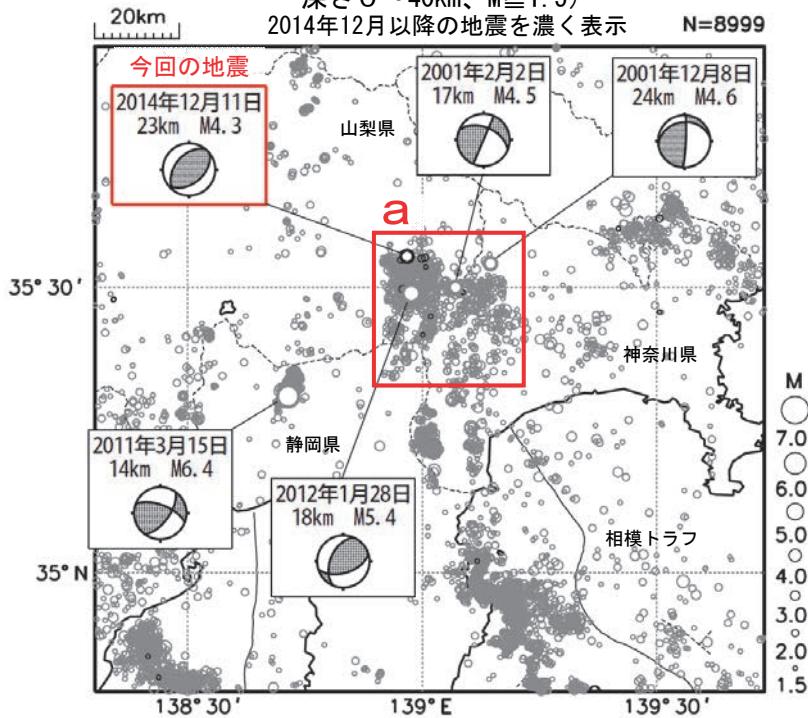 深さ0～40km、M≧1.5)
2014年12月以降の地震を濃く表示
N=8999
20km
今回の地震
2014年12月11日
23km M4.3
山梨県
2001年2月2日
17km M4.5
2001年12月8日
24km M4.6
a
35°30′
神奈川県
静岡県
2011年3月15日
14km M6.4
2012年1月28日
18km M5.4
相模トラフ
35°N
M
7.0
6.0
5.0
4.0
3.0
2.0
1.5
138°30′
139°E
139°30′